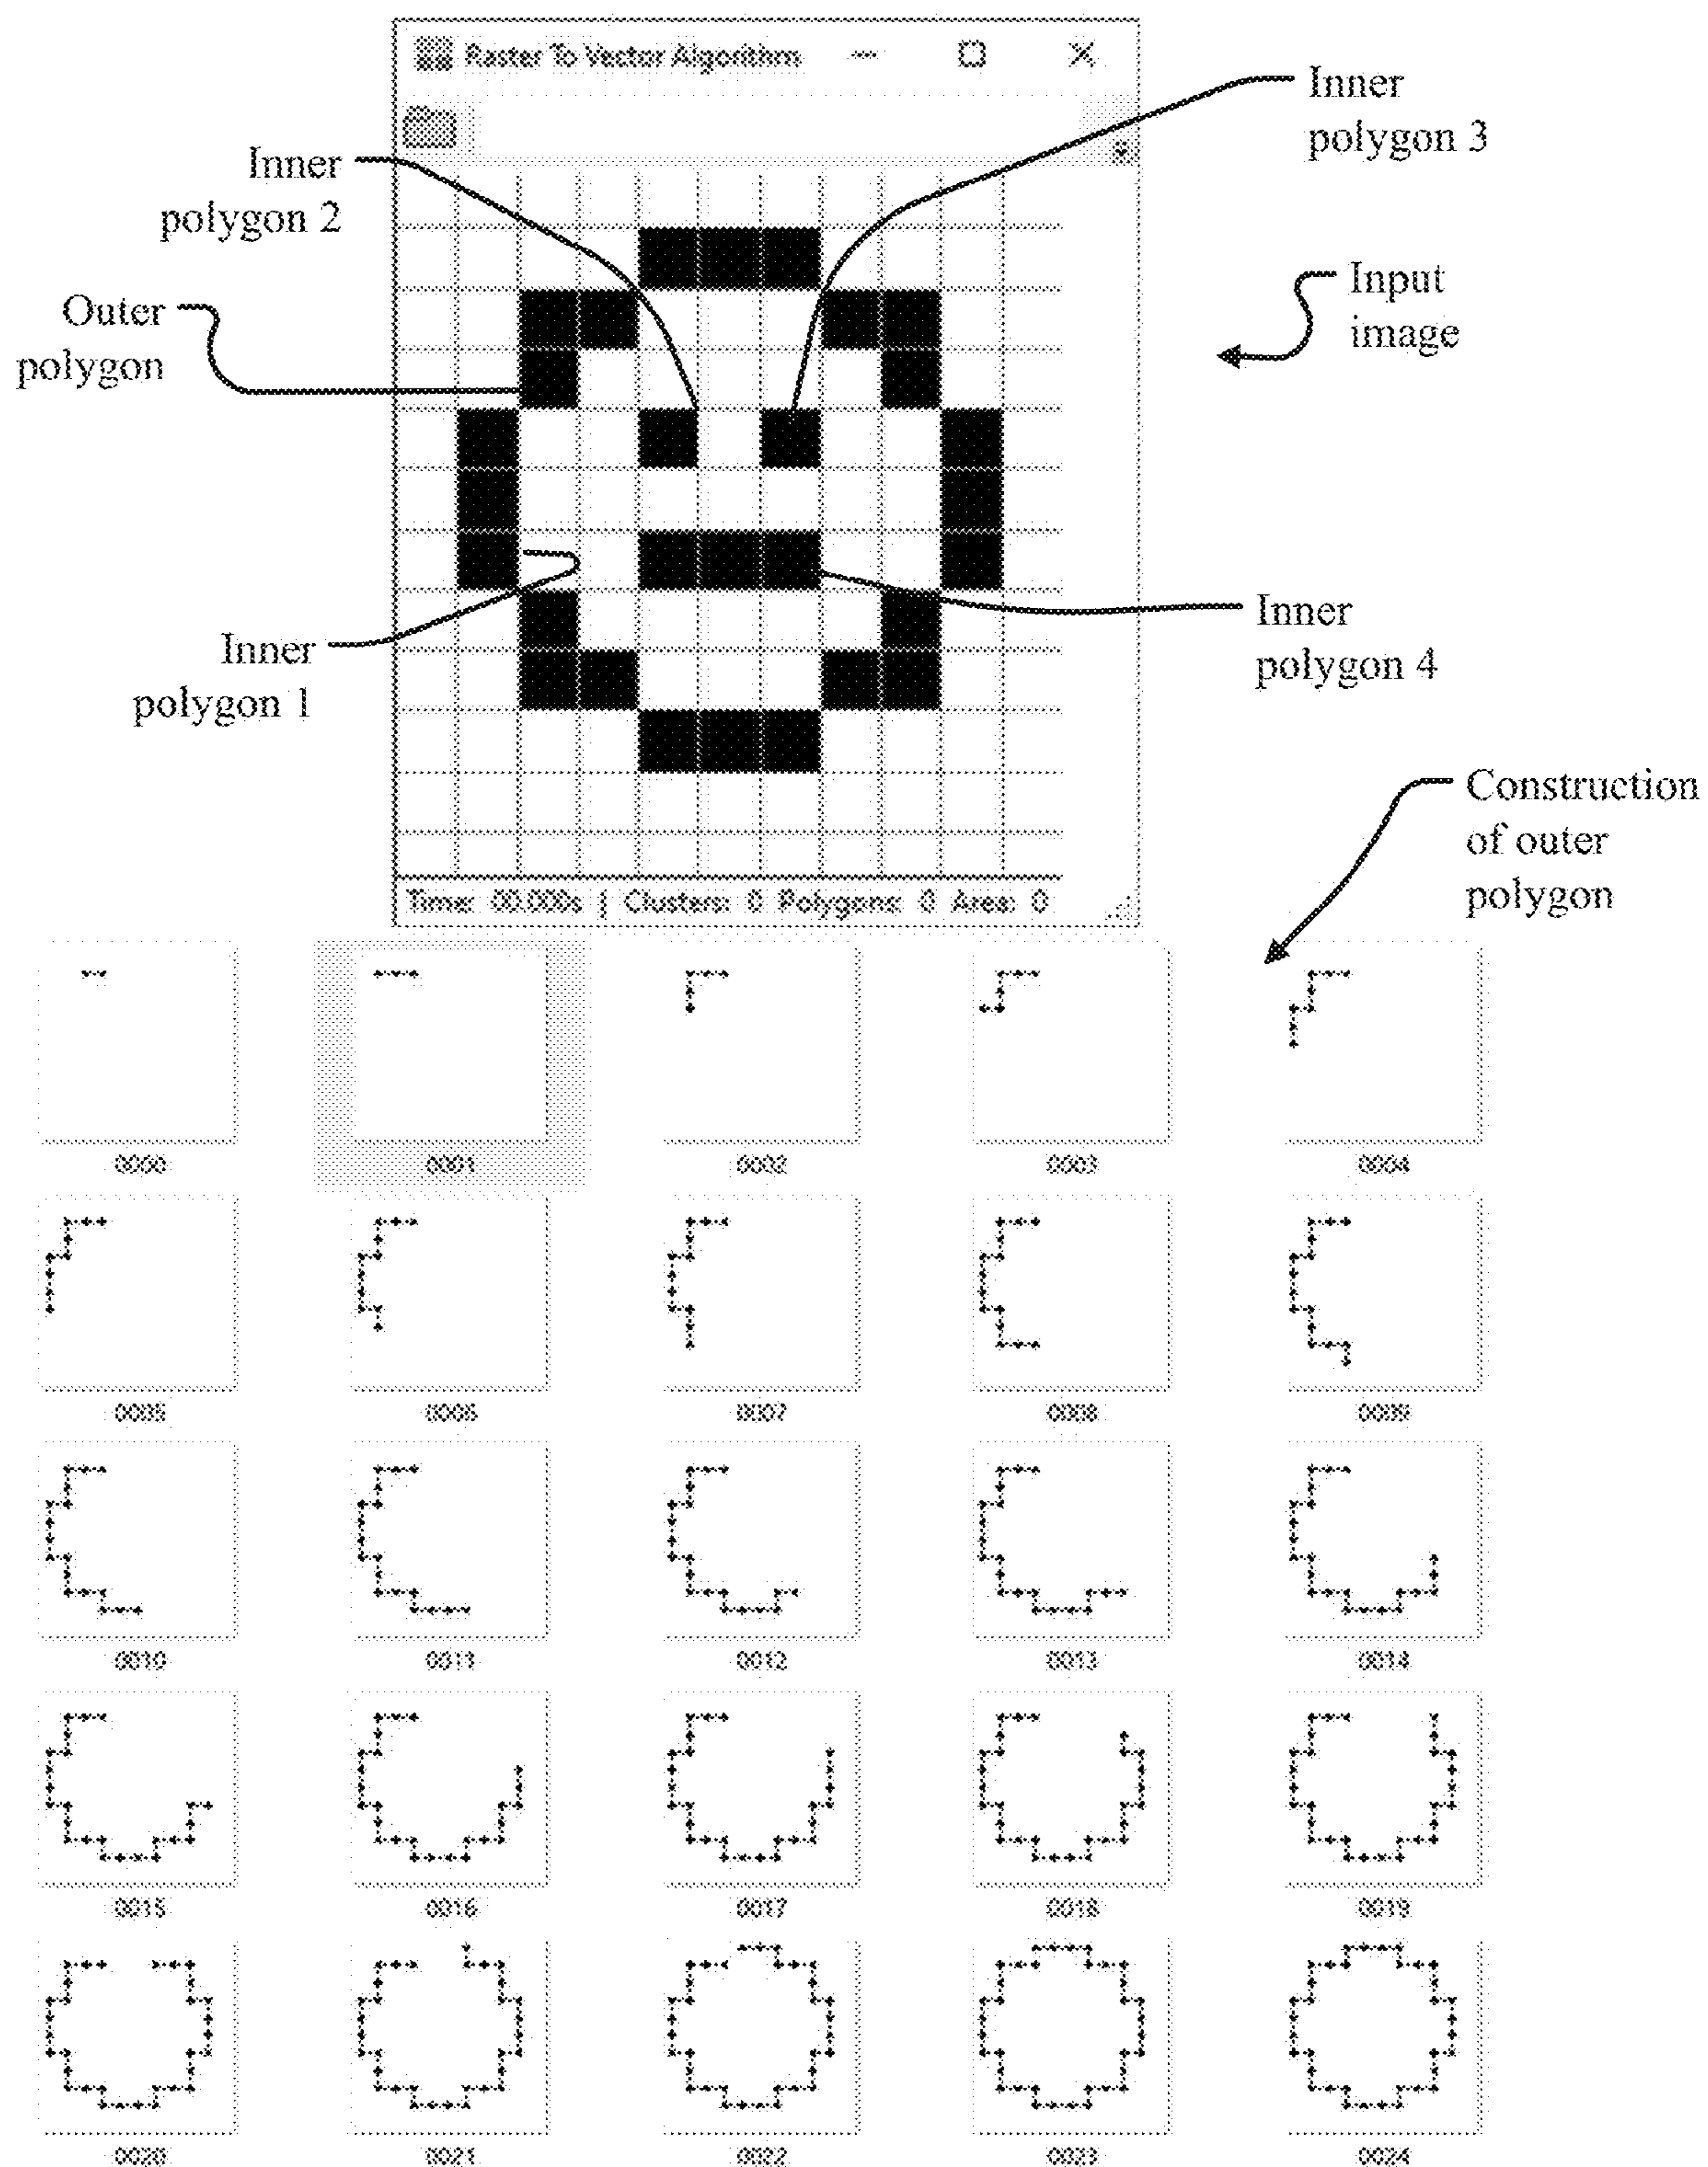 Raster To Vector Algorithm
Inner
polygon 3
Inner
polygon 2
Outer
polygon
Input
image
Inner
polygon 1
Inner
polygon 4
Construction
of outer
polygon
Time: 00.000s | Clusters: 0 Polygons: 0 Area: 0
0000 0001 0002 0003 0004
0005 0006 0007 0008 0009
0010 0011 0012 0013 0014
0015 0016 0017 0018 0019
0020 0021 0022 0023 0024